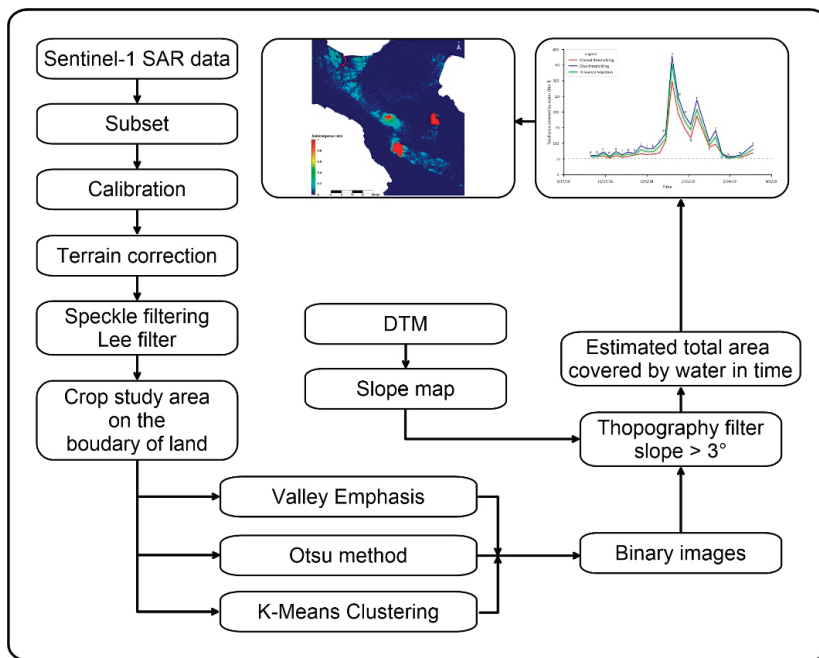 Sentinel-1 SAR data
Subset
Calibration
Terrain correction
Speckle filtering
Lee filter
Crop study area
on the
boudary of land
Valley Emphasis
Otsu method
K-Means Clustering
DTM
Slope map
Binary images
Thopography filter
slope > 3°
Estimated total area
covered by water in time
Submergence ratio
Legend
Manual thresholding
Otsu thresholding
Time